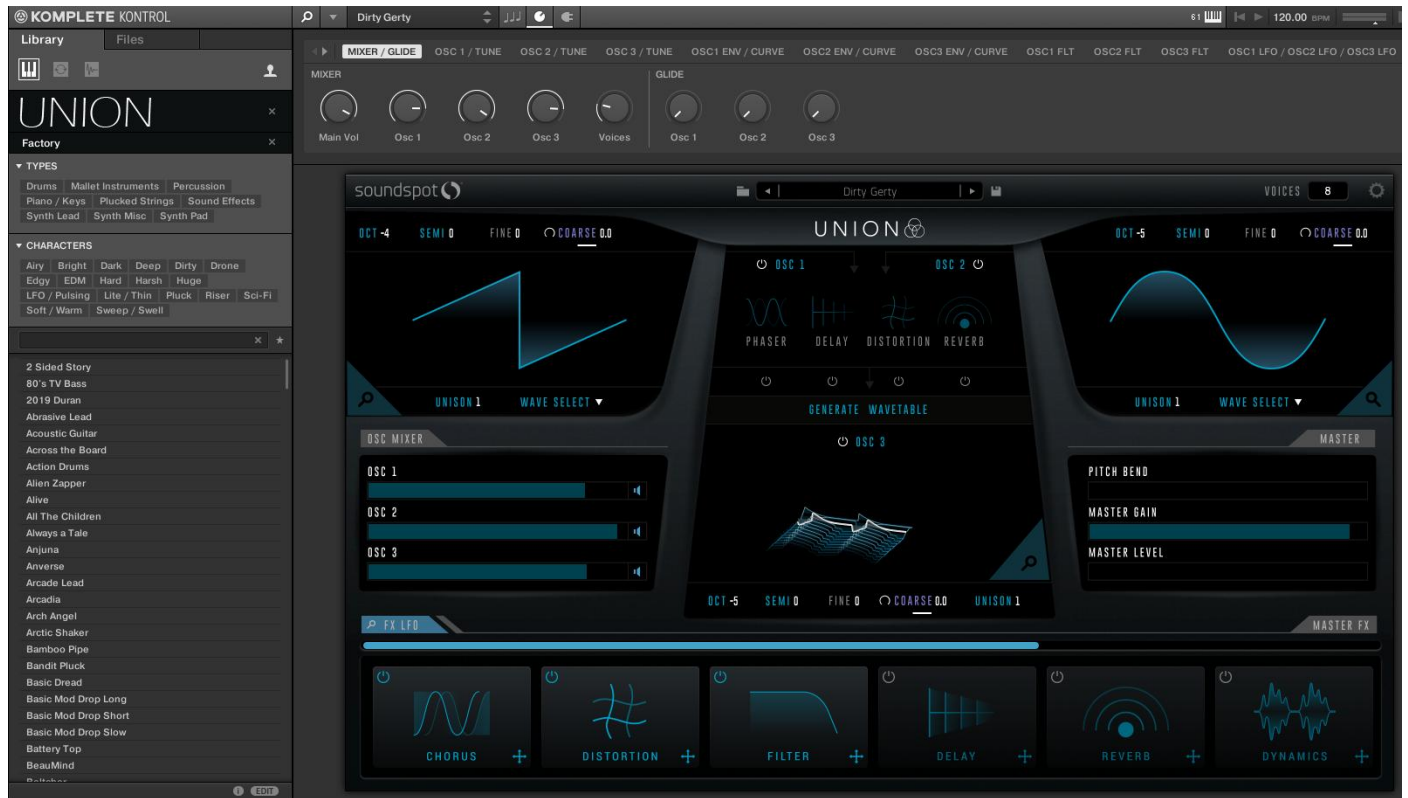 KOMPLETE KONTROL
Dirty Gerty
61
120.00 BPM
Library Files
UNION
Factory
TYPES
Drums Mallet Instruments Percussion
Piano / Keys Plucked Strings Sound Effects
Synth Lead Synth Misc Synth Pad
CHARACTERS
Airy Bright Dark Deep Dirty Drone
Edgy EDM Hard Harsh Huge
LFO / Pulsing Lite / Thin Pluck Riser Sci-Fi
Soft / Warm Sweep / Swell
2 Sided Story
80's TV Bass
2019 Duran
Abrasive Lead
Acoustic Guitar
Across the Board
Action Drums
Alien Zapper
Alive
All The Children
Always a Tale
Anjuna
Anverse
Arcade Lead
Arcadia
Arch Angel
Arctic Shaker
Bamboo Pipe
Bandit Pluck
Basic Dread
Basic Mod Drop Long
Basic Mod Drop Short
Basic Mod Drop Slow
Battery Top
BeauMind
EDIT
MIXER / GLIDE OSC 1 / TUNE OSC 2 / TUNE OSC 3 / TUNE OSC1 ENV / CURVE OSC2 ENV / CURVE OSC3 ENV / CURVE OSC1 FLT OSC2 FLT OSC3 FLT OSC1 LFO / OSC2 LFO / OSC3 LFO
MIXER GLIDE
Main Vol Osc 1 Osc 2 Osc 3 Voices Osc 1 Osc 2 Osc 3
soundspot Dirty Gerty VOICES 8
UNION
OCT -4 SEMI 0 FINE 0 COARSE 0.0
OCT -5 SEMI 0 FINE 0 COARSE 0.0
OSC 1 OSC 2
PHASER DELAY DISTORTION REVERB
UNISON 1 WAVE SELECT
GENERATE WAVETABLE
UNISON 1 WAVE SELECT
OSC MIXER
OSC 1
OSC 2
OSC 3
OSC 3
MASTER
PITCH BEND
MASTER GAIN
MASTER LEVEL
OCT -5 SEMI 0 FINE 0 COARSE 0.0 UNISON 1
FX LFO
MASTER FX
CHORUS DISTORTION FILTER DELAY REVERB DYNAMICS